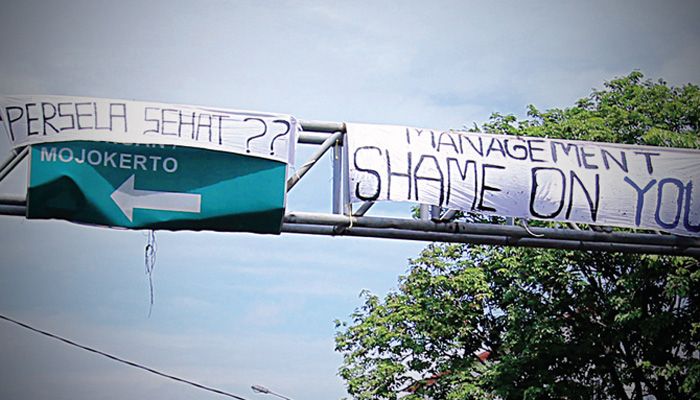 PERSELA SEHAT ??
MOJOKERTO
MANAGEMENT
SHAME ON YOU